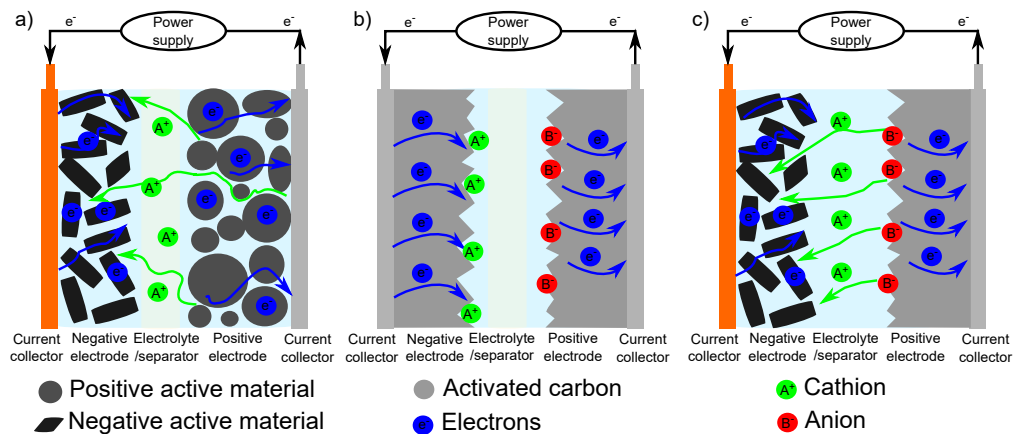 a)
e⁻
Power
supply
e⁻
A⁺
e⁻
e
A⁺
e⁻
e⁻
e
e
e⁻
A⁺
e⁻
A⁺
e
Current
collector
Negative
electrode
Electrolyte
/separator
Positive
electrode
Current
collector
b)
e⁻
Power
supply
e⁻
e⁻
A⁺
B⁻
e
e
A⁺
B⁻
e
e
B⁻
e⁻
A⁺
e
e
B⁻
A⁺
Current
collector
Negative
electrode
Electrolyte
/separator
Positive
electrode
Current
collector
c)
e⁻
Power
supply
e⁻
A⁺
B⁻
e
e
A⁺
B⁻
e
e⁻
e
A⁺
B⁻
e⁻
e⁻
A⁺
B⁻
e
Current
collector
Negative
electrode
Electrolyte
/separator
Positive
electrode
Current
collector
Positive active material
Activated carbon
A⁺ Cathion
Negative active material
e Electrons
B⁻ Anion